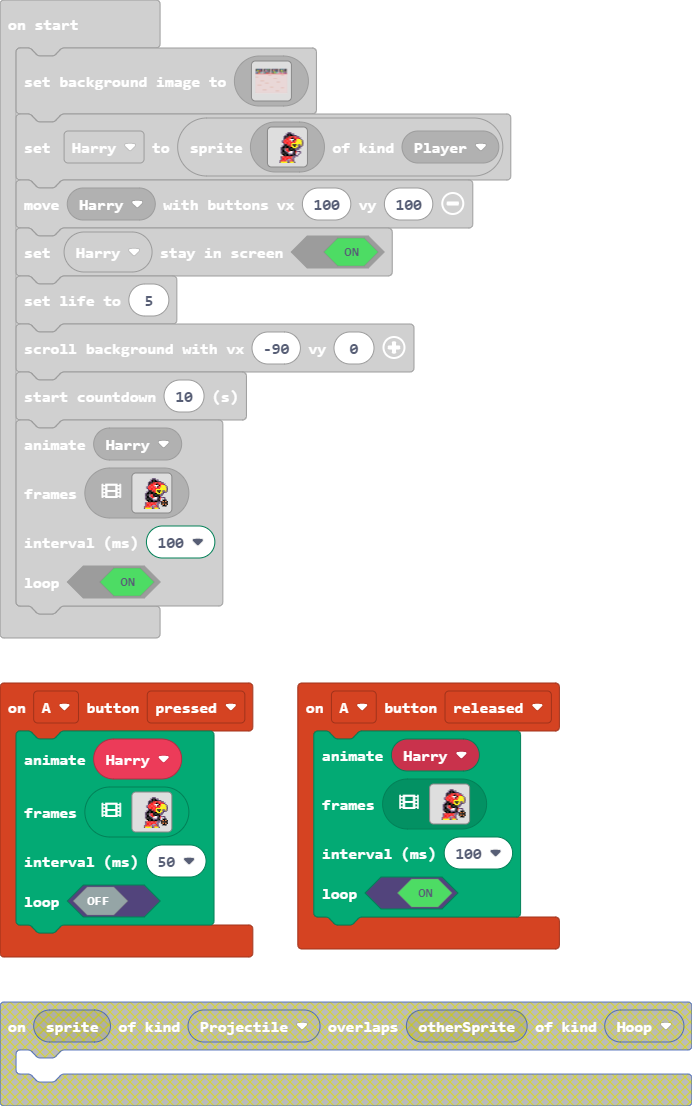 on start
set background image to
set Harry to sprite of kind Player
move Harry with buttons vx 100 vy 100
set Harry stay in screen ON
set life to 5
scroll background with vx -90 vy 0
start countdown 10 (s)
animate Harry
frames
interval (ms) 100
loop ON
on A button pressed
animate Harry
frames
interval (ms) 50
loop OFF
on A button released
animate Harry
frames
interval (ms) 100
loop ON
on sprite of kind Projectile overlaps otherSprite of kind Hoop